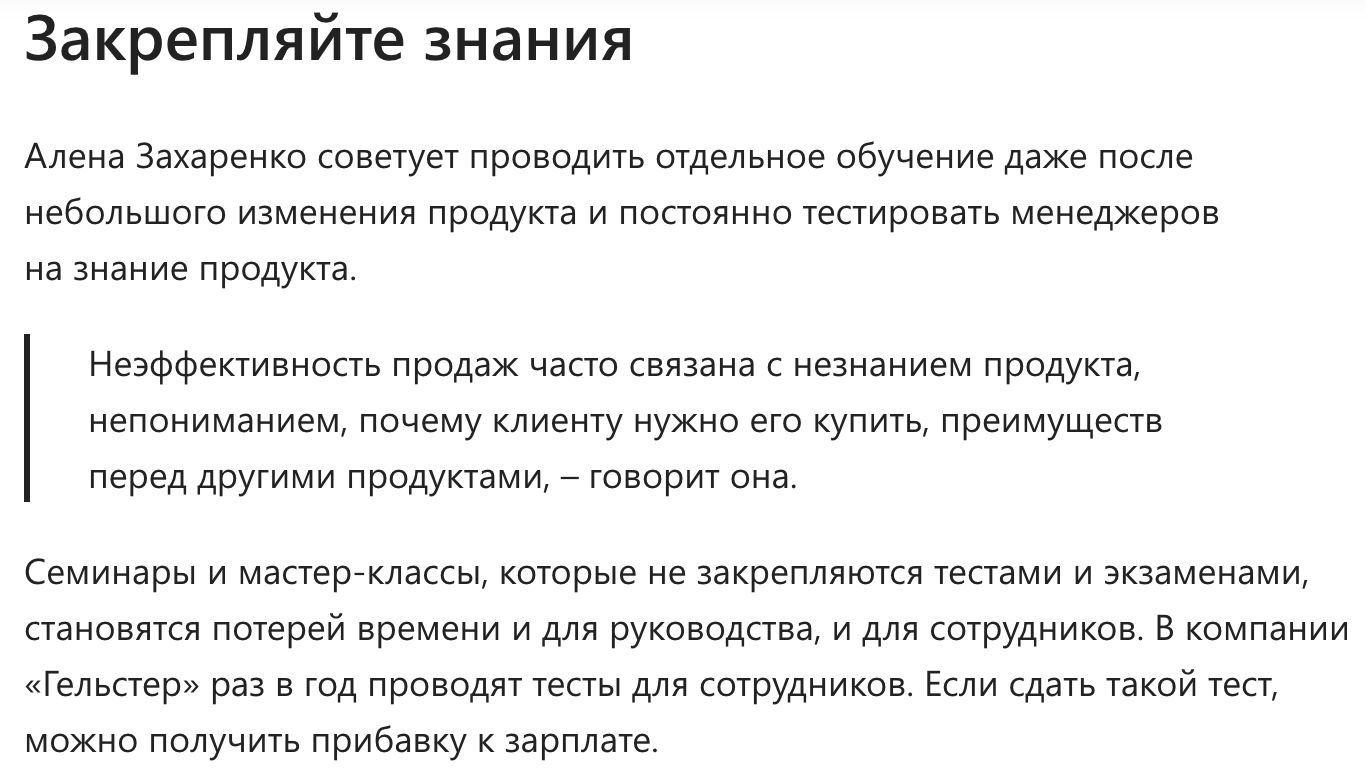 Закрепляйте знания
Алена Захаренко советует проводить отдельное обучение даже после
небольшого изменения продукта и постоянно тестировать менеджеров
на знание продукта.
Неэффективность продаж часто связана с незнанием продукта,
непониманием, почему клиенту нужно его купить, преимуществ
перед другими продуктами, – говорит она.
Семинары и мастер-классы, которые не закрепляются тестами и экзаменами,
становятся потерей времени и для руководства, и для сотрудников. В компании
«Гельстер» раз в год проводят тесты для сотрудников. Если сдать такой тест,
можно получить прибавку к зарплате.